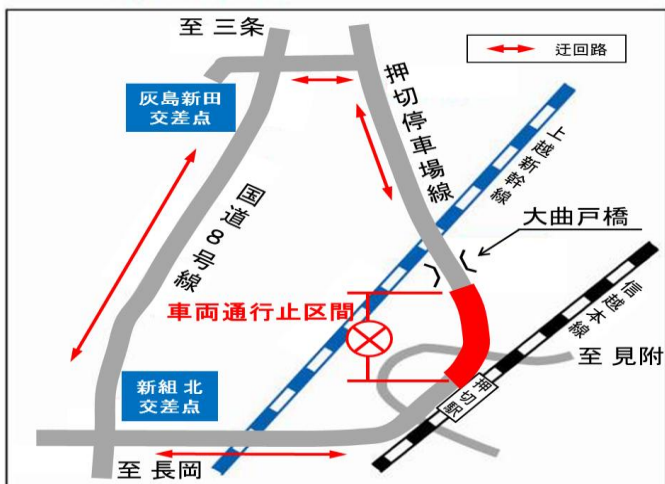 至 三条
迂回路
灰島新田
交差点
押切停車場線
上越新幹線
国道8号線
大曲戸橋
車両通行止区間
信越本線
至 見附
新組北
交差点
押切駅
至 長岡